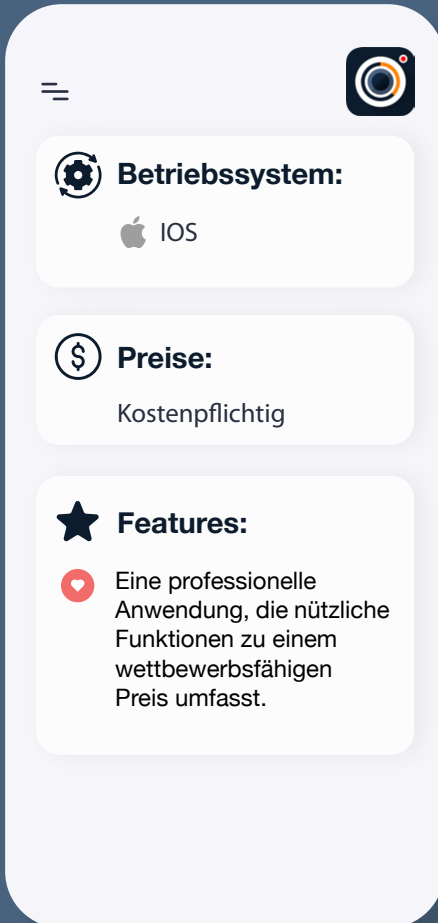 Betriebssystem:
IOS
$
Preise:
Kostenpflichtig
Features:
Eine professionelle
Anwendung, die nützliche
Funktionen zu einem
wettbewerbsfähigen
Preis umfasst.